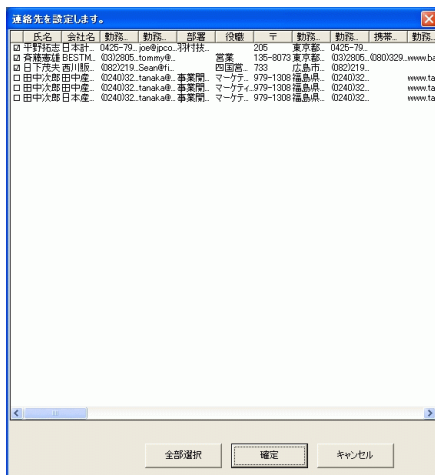 連絡先を設定します。
氏名 会社名 勤務... 勤務... 部署 役職 〒 勤務... 勤務... 携帯... 勤務...
干野拓志 日本計... 0425-79... joe@jpco... 羽村技... 205 東京都... 0425-79...
斉藤憲雄 BESTM... (03)2805... tommy@... 営業 135-8073 東京都... (03)2805... (080)329... www.ba
日下茂夫 西川販... (082)219... Sean@fi... 四国営... 733 広島市... (082)219...
田中次郎 田中産... (0240)32... tanaka@... 事業開... マーケテ... 979-1308 福島県... (0240)32... www.ta
田中次郎 日本産... (0240)32... tanaka@... 事業開... マーケティ... 979-1308 福島県... (0240)32... www.ta
田中次郎 日本産... (0240)32... tanaka@... 事業開... マーケテ... 979-1308 福島県... (0240)32... www.ta
全部選択 確定 キャンセル